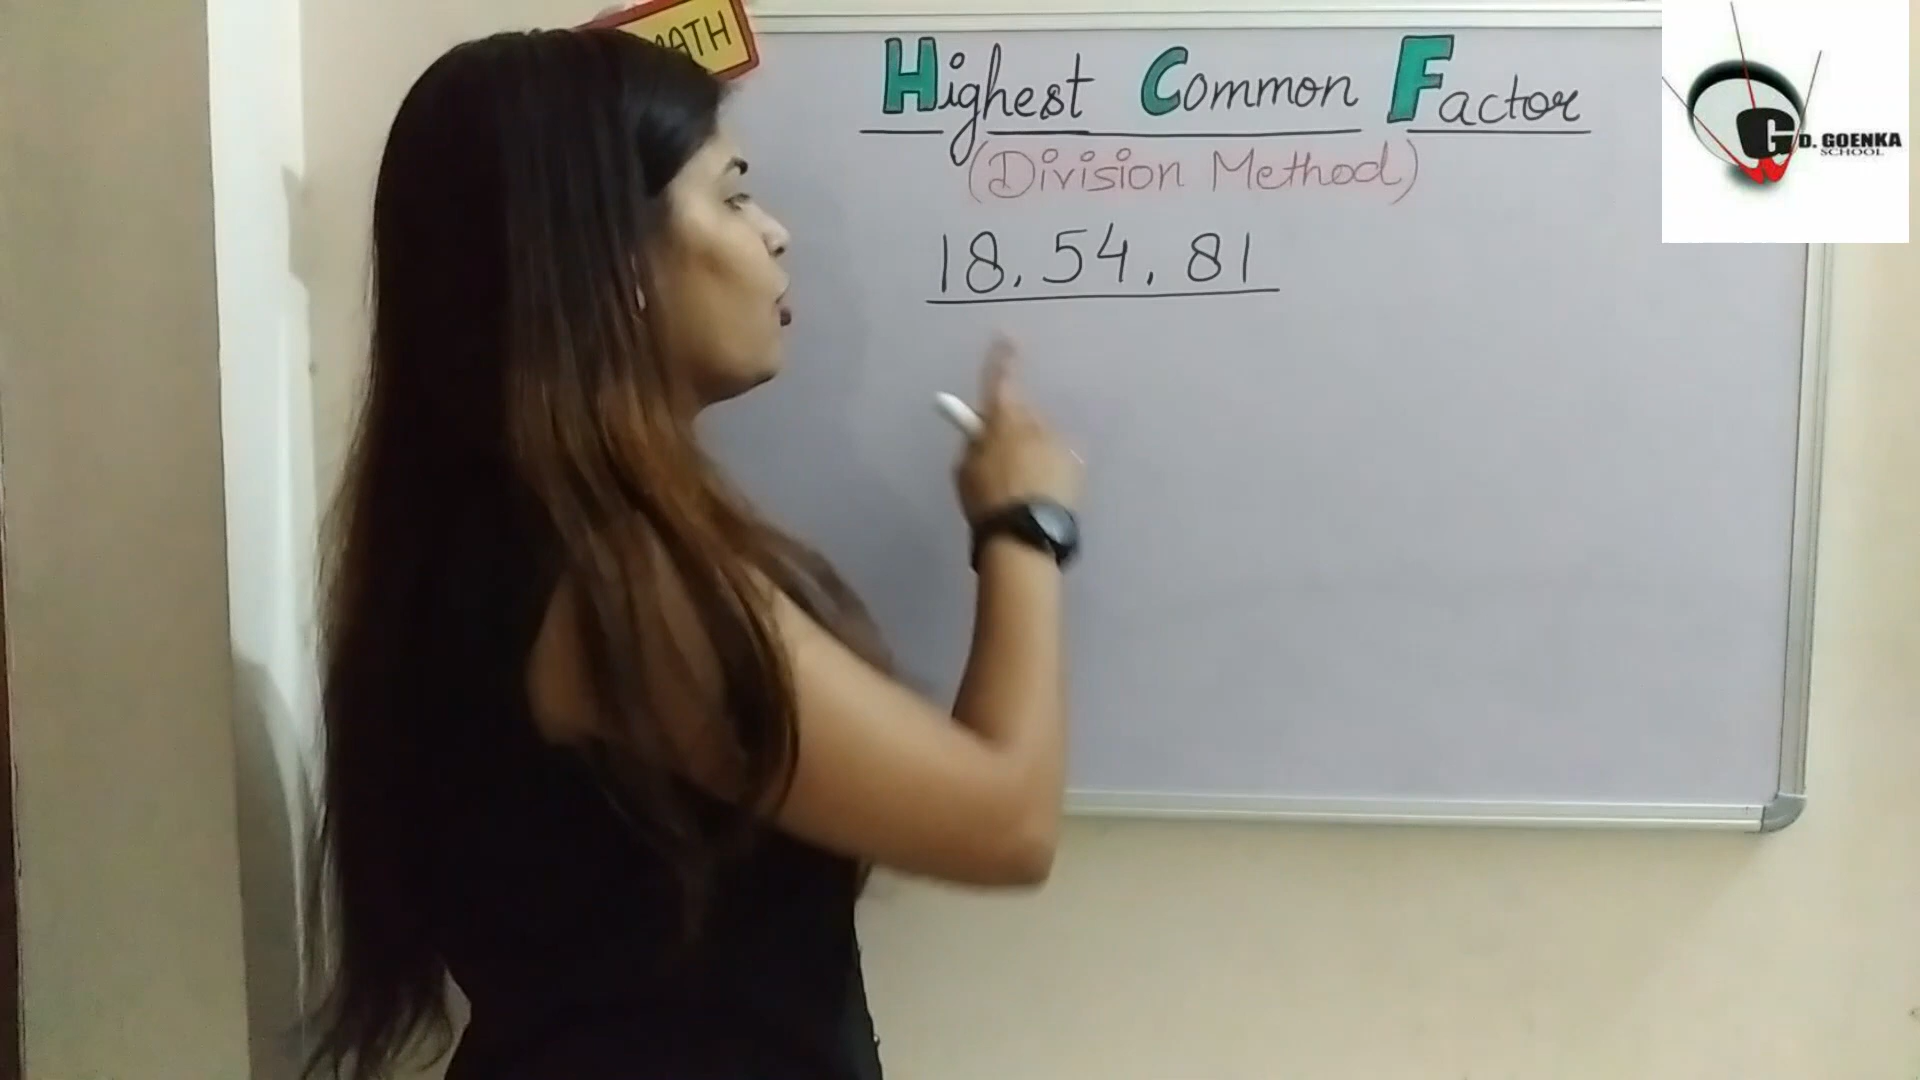 MATH
Highest Common Factor
(Division Method)
18, 54, 81
G D. GOENKA
SCHOOL